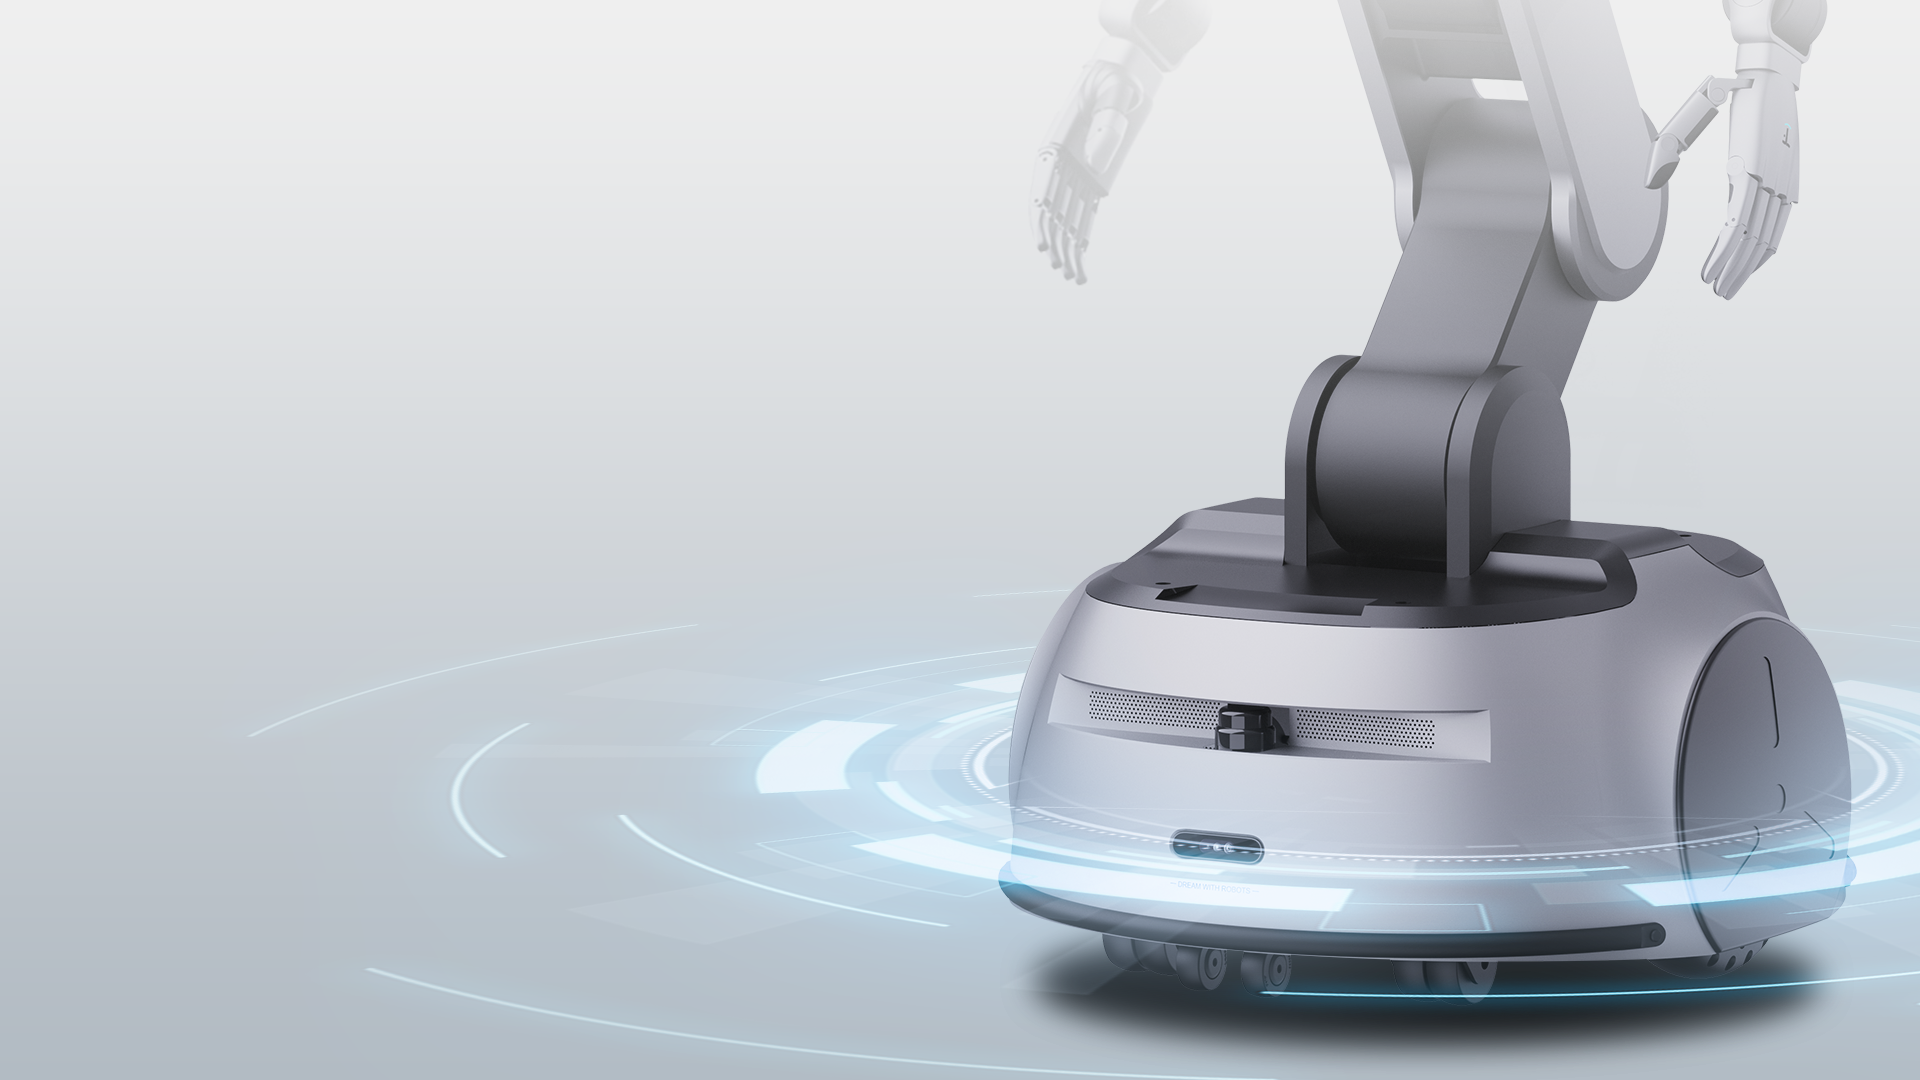 — DREAM WITH ROBOTS —